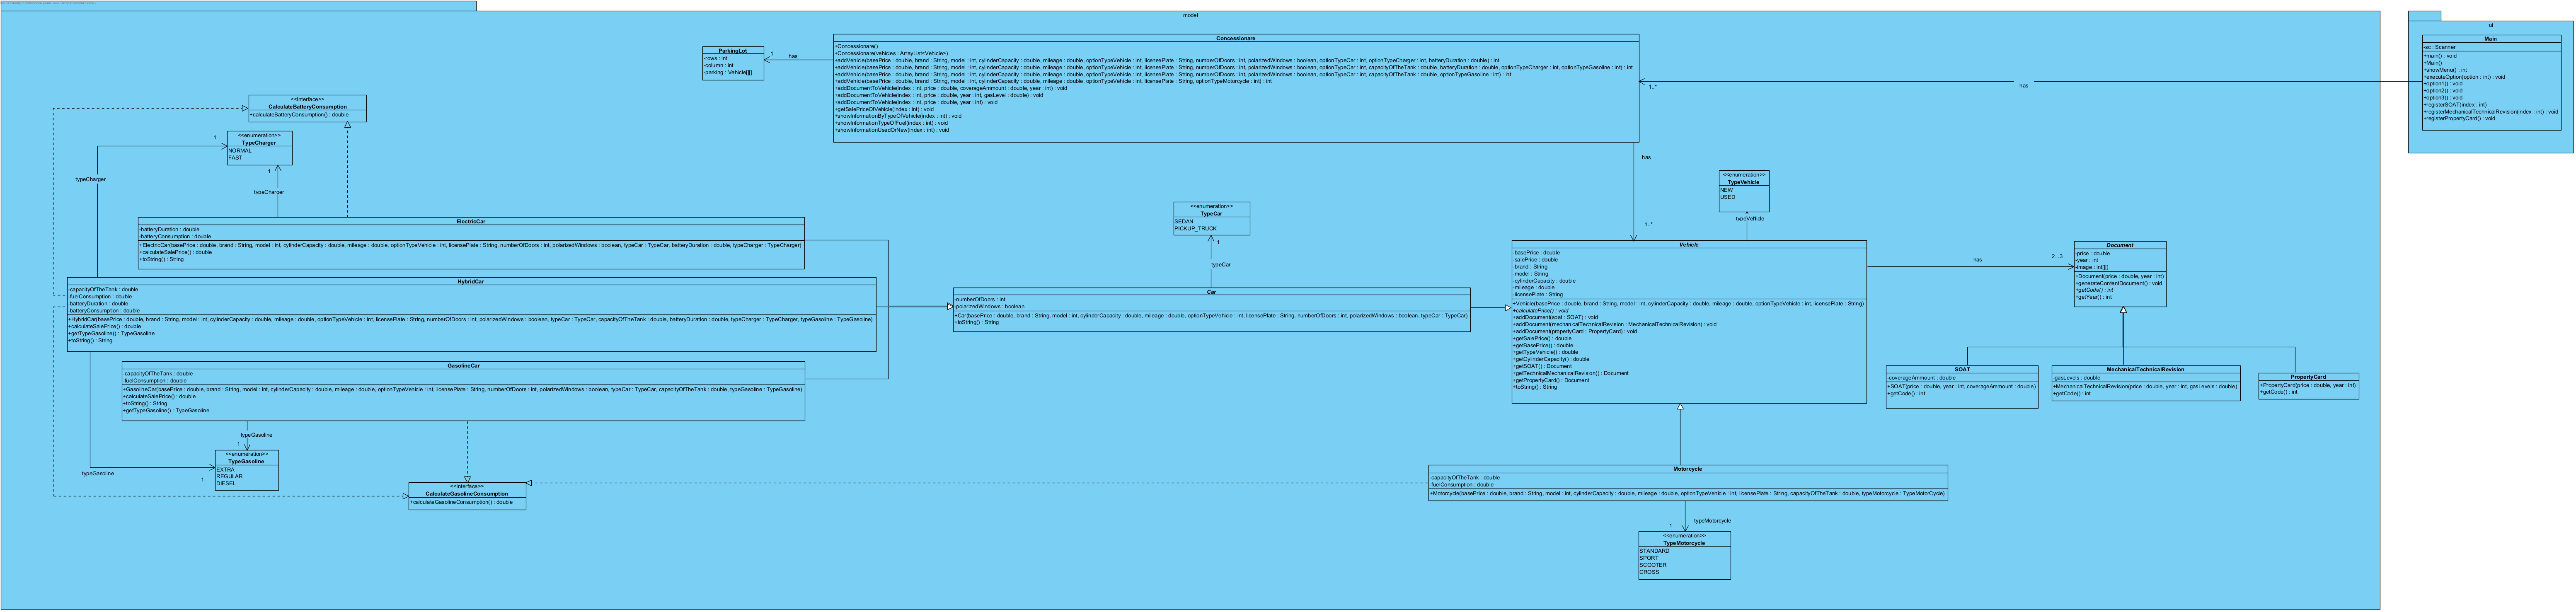 model
ui
Main
-sc : Scanner
+main() : void
+Main()
+showMenu() : int
+executeOption(option : int) : void
+option1() : void
+option2() : void
+option3() : void
+registerSOAT(index : int)
+registerMechanicalTechnicalRevision(index : int) : void
+registerPropertyCard() : void
has
1..*
Concessionare
+Concessionare()
+Concessionare(vehicles : ArrayList<Vehicle>)
+addVehicle(basePrice : double, brand : String, model : int, cylinderCapacity : double, mileage : double, optionTypeVehicle : int, licensePlate : String, numberOfDoors : int, polarizedWindows : boolean, optionTypeCar : int, optionTypeCharger : int, batteryDuration : double) : int
+addVehicle(basePrice : double, brand : String, model : int, cylinderCapacity : double, mileage : double, optionTypeVehicle : int, licensePlate : String, numberOfDoors : int, polarizedWindows : boolean, optionTypeCar : int, capacityOfTheTank : double, batteryDuration : double, optionTypeCharger : int, optionTypeGasoline : int) : int
+addVehicle(basePrice : double, brand : String, model : int, cylinderCapacity : double, mileage : double, optionTypeVehicle : int, licensePlate : String, numberOfDoors : int, polarizedWindows : boolean, optionTypeCar : int, capacityOfTheTank : double, optionTypeGasoline : int) : int
+addVehicle(basePrice : double, brand : String, model : int, cylinderCapacity : double, mileage : double, optionTypeVehicle : int, licensePlate : String, optionTypeMotorcycle : int) : int
+addDocumentToVehicle(index : int, price : double, coverageAmmount : double, year : int) : void
+addDocumentToVehicle(index : int, price : double, year : int, gasLevel : double) : void
+addDocumentToVehicle(index : int, price : double, year : int) : void
+getSalePriceOfVehicle(index : int) : void
+showInformationByTypeOfVehicle(index : int) : void
+showInformationTypeOfFuel(index : int) : void
+showInformationUsedOrNew(index : int) : void
1
has
ParkingLot
-rows : int
-column : int
-parking : Vehicle[][]
has
1..*
<<Interface>>
CalculateBatteryConsumption
+calculateBatteryConsumption() : double
<<enumeration>>
TypeCharger
NORMAL
FAST
1
typeCharger
1
typeCharger
ElectricCar
-batteryDuration : double
-batteryConsumption : double
+ElectricCar(basePrice : double, brand : String, model : int, cylinderCapacity : double, mileage : double, optionTypeVehicle : int, licensePlate : String, numberOfDoors : int, polarizedWindows : boolean, typeCar : TypeCar, batteryDuration : double, typeCharger : TypeCharger)
+calculateSalePrice() : double
+toString() : String
HybridCar
-capacityOfTheTank : double
-fuelConsumption : double
-batteryDuration : double
-batteryConsumption : double
+HybridCar(basePrice : double, brand : String, model : int, cylinderCapacity : double, mileage : double, optionTypeVehicle : int, licensePlate : String, numberOfDoors : int, polarizedWindows : boolean, typeCar : TypeCar, capacityOfTheTank : double, batteryDuration : double, typeCharger : TypeCharger, typeGasoline : TypeGasoline)
+calculateSalePrice() : double
+getTypeGasoline() : TypeGasoline
+toString() : String
GasolineCar
-capacityOfTheTank : double
-fuelConsumption : double
+GasolineCar(basePrice : double, brand : String, model : int, cylinderCapacity : double, mileage : double, optionTypeVehicle : int, licensePlate : String, numberOfDoors : int, polarizedWindows : boolean, typeCar : TypeCar, capacityOfTheTank : double, typeGasoline : TypeGasoline)
+calculateSalePrice() : double
+toString() : String
+getTypeGasoline() : TypeGasoline
typeGasoline
1
<<enumeration>>
TypeGasoline
EXTRA
REGULAR
DIESEL
typeGasoline
1
<<Interface>>
CalculateGasolineConsumption
+calculateGasolineConsumption() : double
<<enumeration>>
TypeCar
SEDAN
PICKUP_TRUCK
1
typeCar
Car
-numberOfDoors : int
-polarizedWindows : boolean
+Car(basePrice : double, brand : String, model : int, cylinderCapacity : double, mileage : double, optionTypeVehicle : int, licensePlate : String, numberOfDoors : int, polarizedWindows : boolean, typeCar : TypeCar)
+toString() : String
<<enumeration>>
TypeVehicle
NEW
USED
typeVefhicle
Vehicle
-basePrice : double
-salePrice : double
-brand : String
-model : String
-cylinderCapacity : double
-mileage : double
-licensePlate : String
+Vehicle(basePrice : double, brand : String, model : int, cylinderCapacity : double, mileage : double, optionTypeVehicle : int, licensePlate : String)
+calculatePrice() : void
+addDocument(soat : SOAT) : void
+addDocument(mechanicalTechnicalRevision : MechanicalTechnicalRevision) : void
+addDocument(propertyCard : PropertyCard) : void
+getSalePrice() : double
+getBasePrice() : double
+getTypeVehicle() : double
+getCylinderCapacity() : double
+getSOAT() : Document
+getTechnicalMechanicalRevision() : Document
+getPropertyCard() : Document
+toString() : String
has
2...3
Document
-price : double
-year : int
-image : int[][]
+Document(price : double, year : int)
+generateContentDocument() : void
+getCode() : int
+getYear() : int
SOAT
-coverageAmmount : double
+SOAT(price : double, year : int, coverageAmmount : double)
+getCode() : int
MechanicalTechnicalRevision
-gasLevels : double
+MechanicalTechnicalRevision(price : double, year : int, gasLevels : double)
+getCode() : int
PropertyCard
+PropertyCard(price : double, year : int)
+getCode() : int
Motorcycle
-capacityOfTheTank : double
-fuelConsumption : double
+Motorcycle(basePrice : double, brand : String, model : int, cylinderCapacity : double, mileage : double, optionTypeVehicle : int, licensePlate : String, capacityOfTheTank : double, typeMotorcycle : TypeMotorCycle)
typeMotorcycle
1
<<enumeration>>
TypeMotorcycle
STANDARD
SPORT
SCOOTER
CROSS